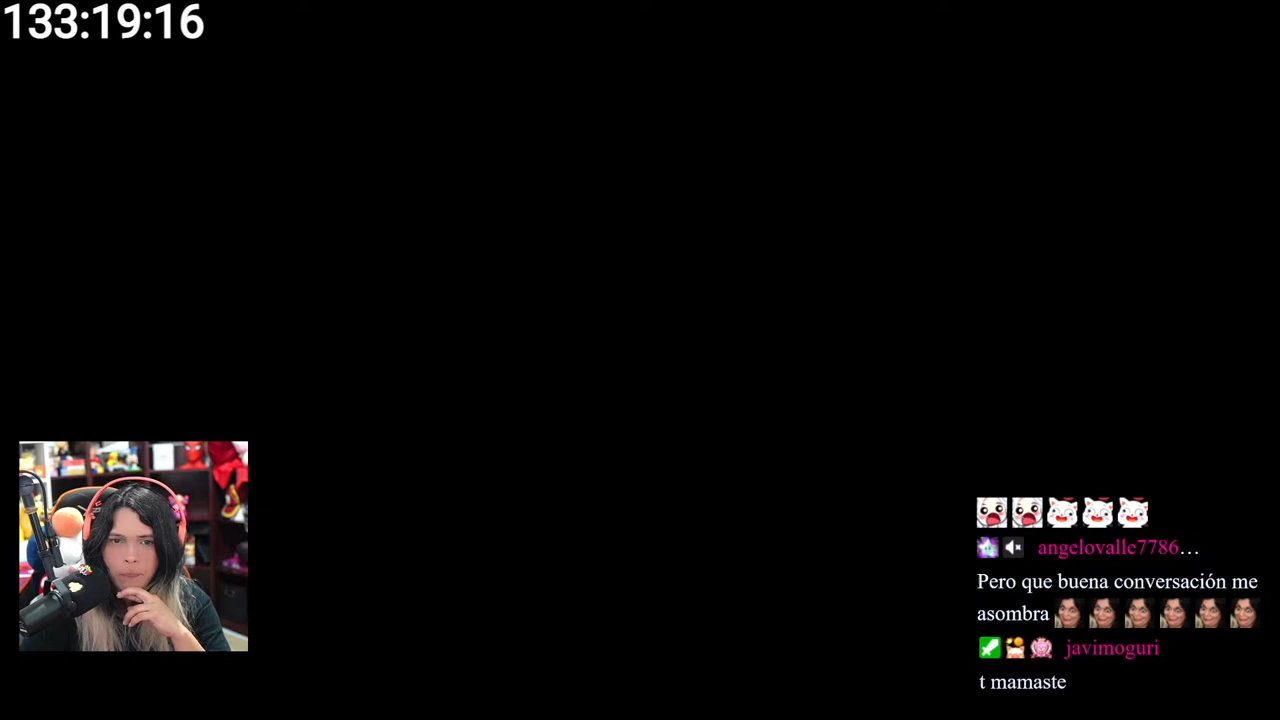 133:19:16
angelovalle7786…
Pero que buena conversación me
asombra
javimoguri
t mamaste